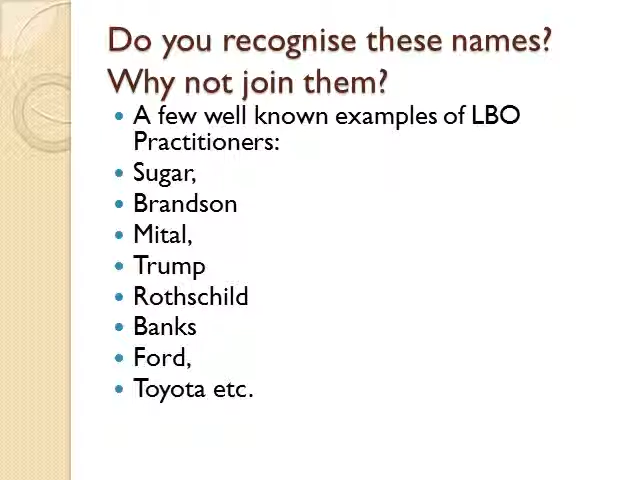 Do you recognise these names?
Why not join them?
• A few well known examples of LBO
Practitioners:
• Sugar,
• Brandson
• Mital,
• Trump
• Rothschild
• Banks
• Ford,
• Toyota etc.